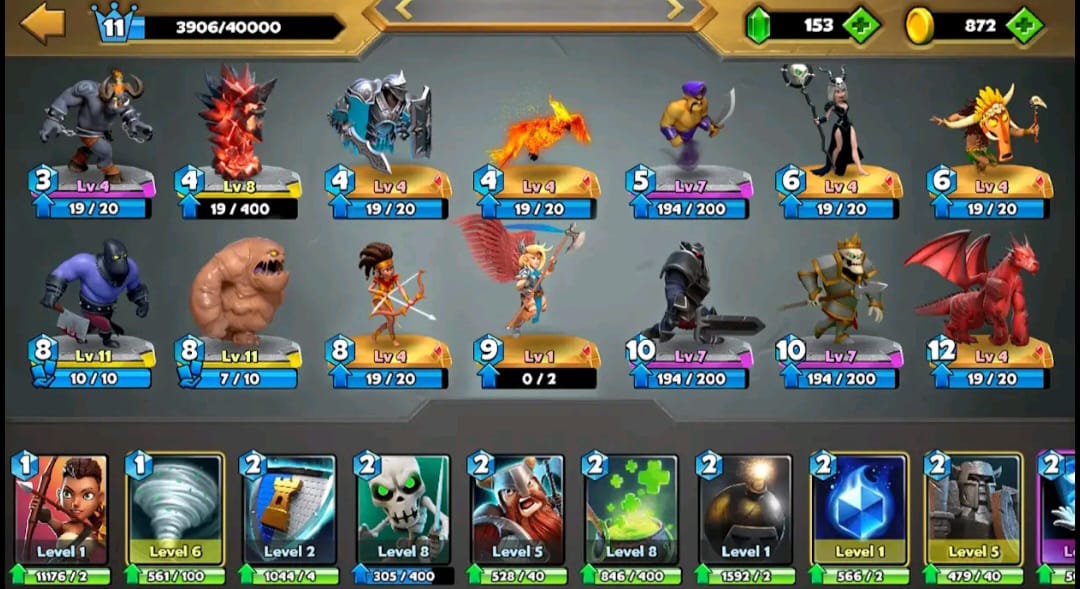 11 3906/40000 153 872
3 4 4 4 5 6 6
Lv 4 Lv 8 Lv 4 Lv 4 Lv 7 Lv 4 Lv 4
19 / 20 19 / 400 19 / 20 19 / 20 194 / 200 19 / 20 19 / 20
8 8 8 9 10 10 12
Lv 11 Lv 11 Lv 4 Lv 1 Lv 7 Lv 7 Lv 4
10 / 10 7 / 10 19 / 20 0 / 2 194 / 200 194 / 200 19 / 20
1 1 2 2 2 2 2 2 2 2
Level 1 Level 6 Level 2 Level 8 Level 5 Level 8 Level 1 Level 1 Level 5 L
11176 / 2 561 / 100 1044 / 4 305 / 400 528 / 40 846 / 400 1592 / 2 566 / 2 479 / 40